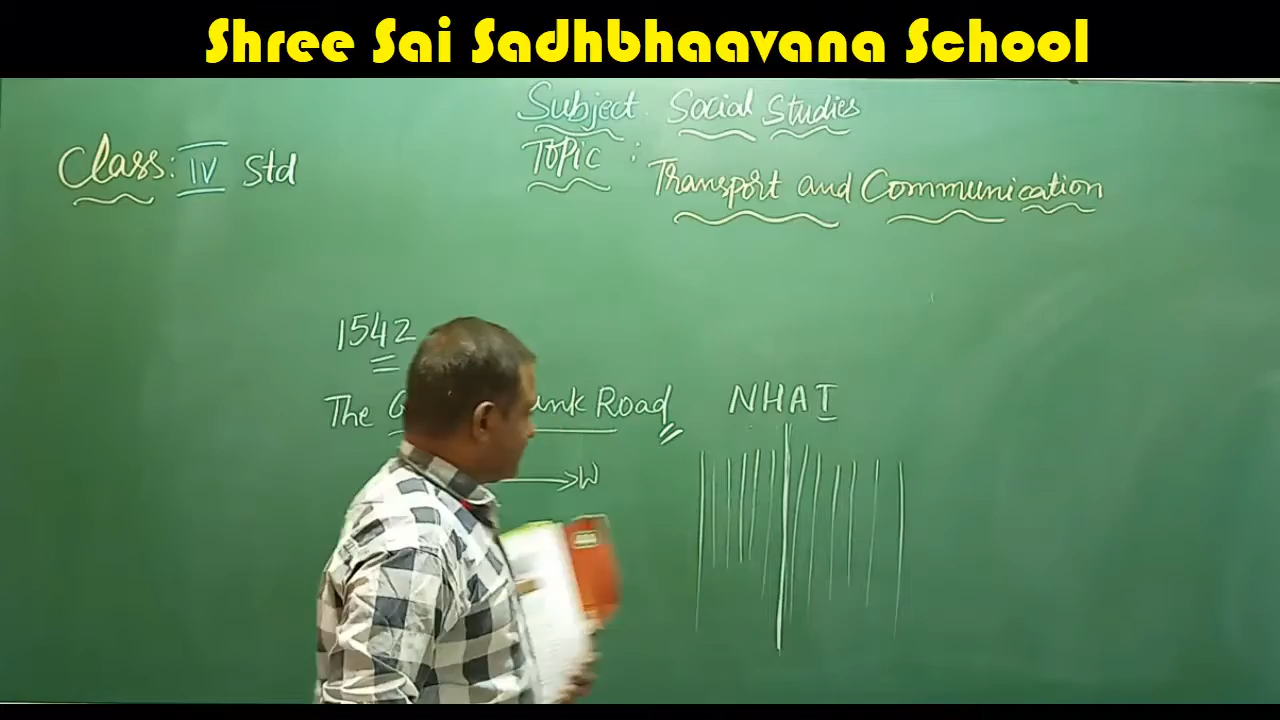 Shree Sai Sadhbhaavana School
Subject. Social Studies
Class: IV Std
Topic : Transport and Communication
1542
The Road
NHAI
W